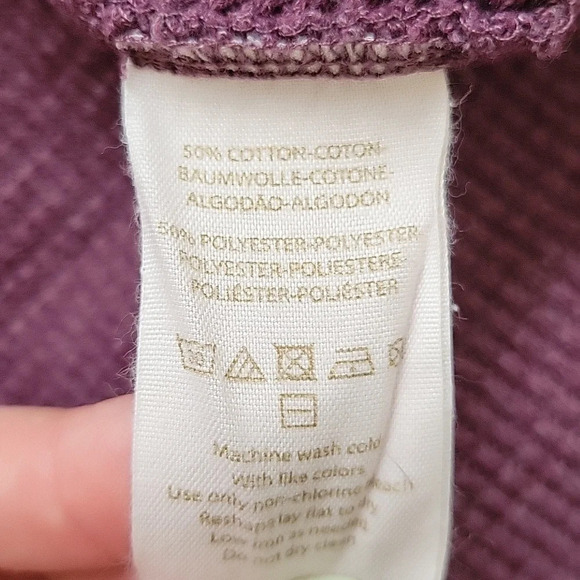 50% COTTON-COTON-
BAUMWOLLE-COTONE-
ALGODÃO-ALGODÓN
50% POLYESTER-POLYESTER
POLYESTER-POLIESTERE-
POLIÉSTER-POLIÉSTER
Machine wash cold
With like colors
Use only non-chlorine bleach
Reshape lay flat to dry
Low iron as needed
Do not dry clean